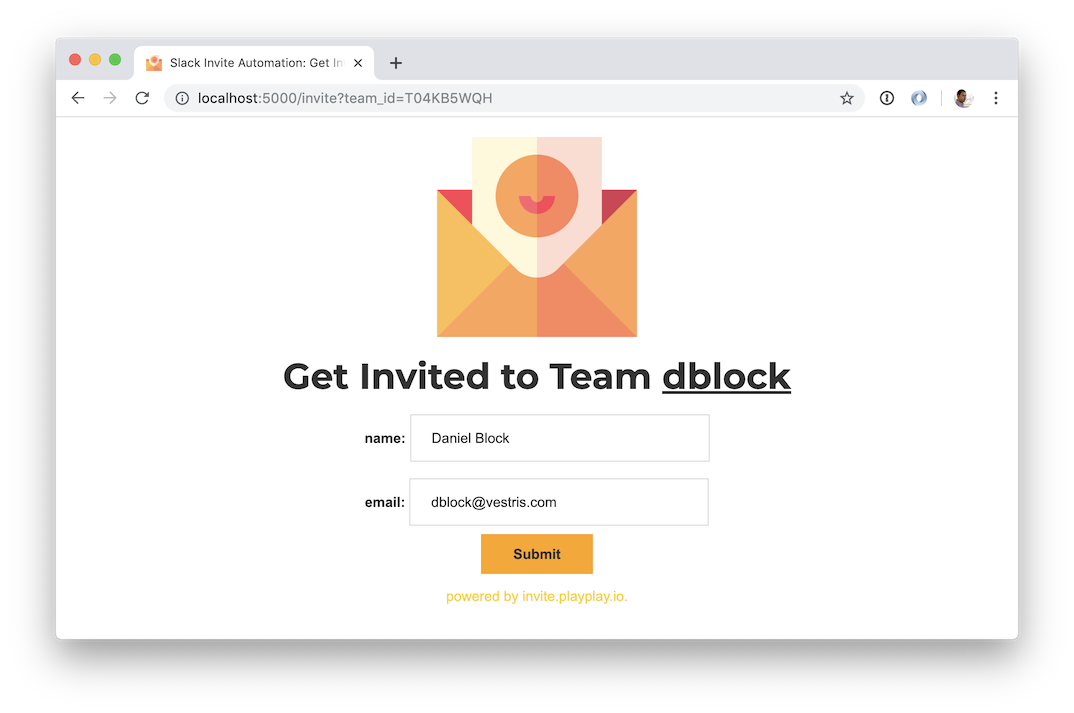 Slack Invite Automation: Get In
localhost:5000/invite?team_id=T04KB5WQH
Get Invited to Team dblock
name: Daniel Block
email: dblock@vestris.com
Submit
powered by invite.playplay.io.